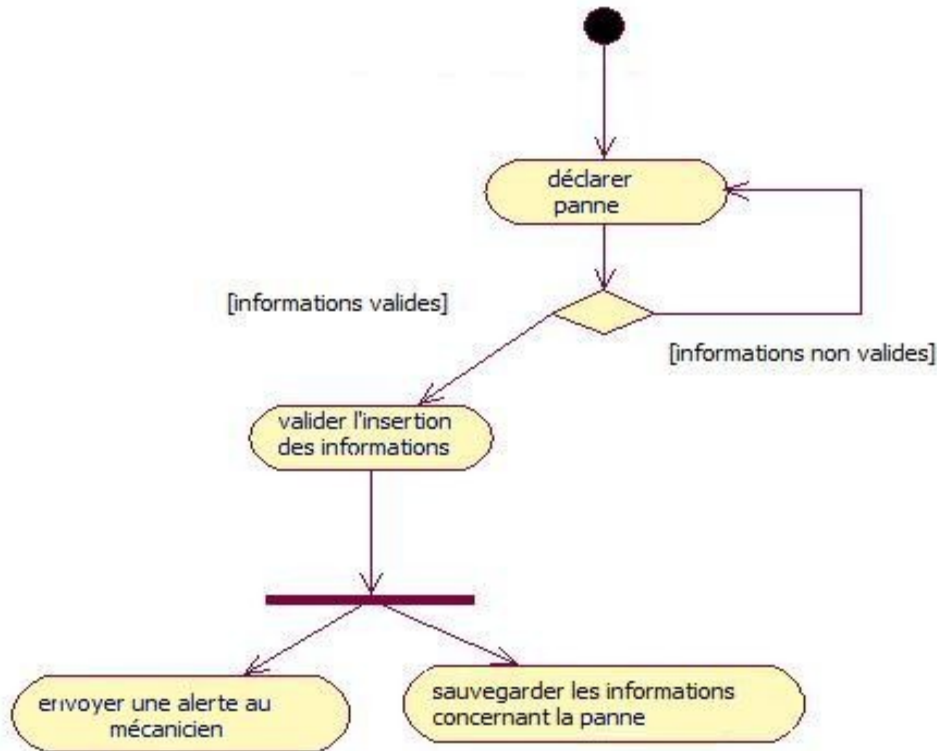 déclarer
panne
[informations valides]
[informations non valides]
valider l'insertion
des informations
envoyer une alerte au
mécanicien
sauvegarder les informations
concernant la panne